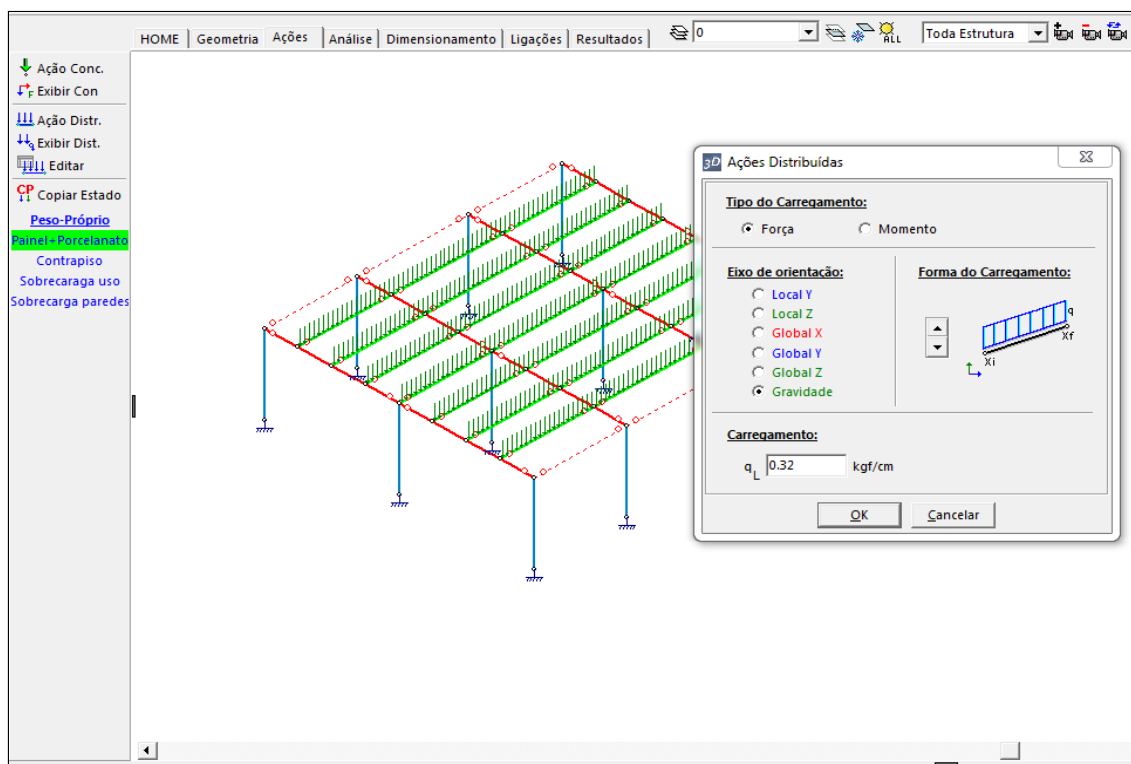 HOME Geometria Ações Análise Dimensionamento Ligações Resultados 0 ALL Toda Estrutura
Ação Conc.
F Exibir Con
Ação Distr.
q Exibir Dist.
Editar
CP Copiar Estado
Peso-Próprio
Painel+Porcelanato
Contrapiso
Sobrecaraga uso
Sobrecarga paredes
3D Ações Distribuídas
Tipo do Carregamento:
Força Momento
Eixo de orientação:
Local Y
Local Z
Global X
Global Y
Global Z
Gravidade
Forma do Carregamento:
q
Xf
Xi
Carregamento:
qL 0.32 kgf/cm
OK Cancelar